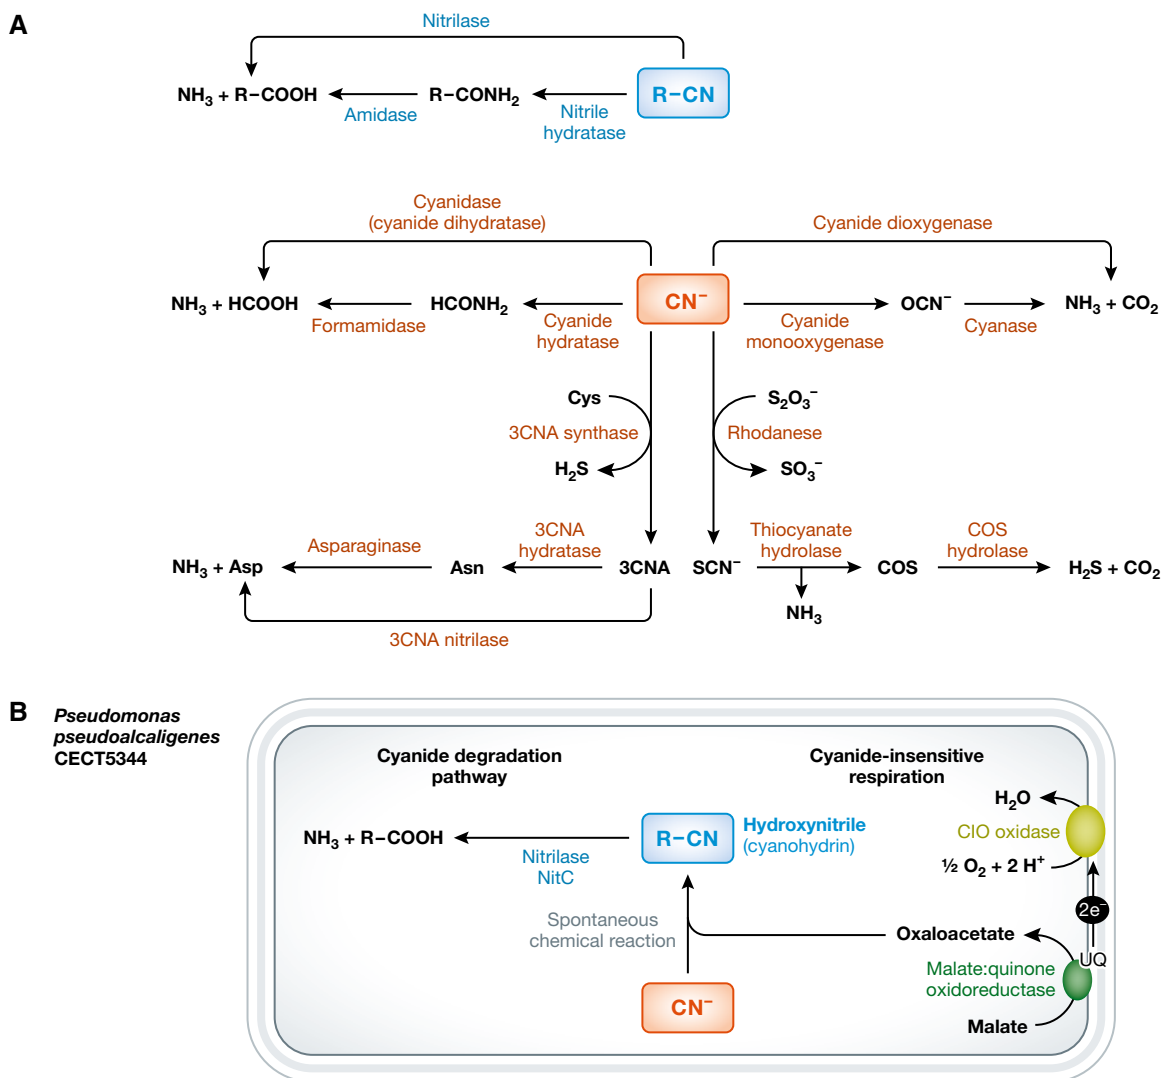 A
Nitrilase
NH₃ + R–COOH
R–CONH₂
R–CN
Amidase
Nitrile
hydratase
Cyanidase
(cyanide dihydratase)
Cyanide dioxygenase
NH₃ + HCOOH
HCONH₂
CN⁻
OCN⁻
NH₃ + CO₂
Formamidase
Cyanide
hydratase
Cyanide
monooxygenase
Cyanase
Cys
S₂O₃⁻
3CNA synthase
Rhodanese
H₂S
SO₃⁻
Asparaginase
3CNA
hydratase
Thiocyanate
hydrolase
COS
hydrolase
NH₃ + Asp
Asn
3CNA
SCN⁻
COS
H₂S + CO₂
NH₃
3CNA nitrilase
B
Pseudomonas
pseudoalcaligenes
CECT5344
Cyanide degradation
pathway
Cyanide-insensitive
respiration
H₂O
NH₃ + R–COOH
R–CN
Hydroxynitrile
(cyanohydrin)
CIO oxidase
Nitrilase
NitC
½ O₂ + 2 H⁺
2e⁻
Spontaneous
chemical reaction
Oxaloacetate
UQ
Malate:quinone
oxidoreductase
CN⁻
Malate